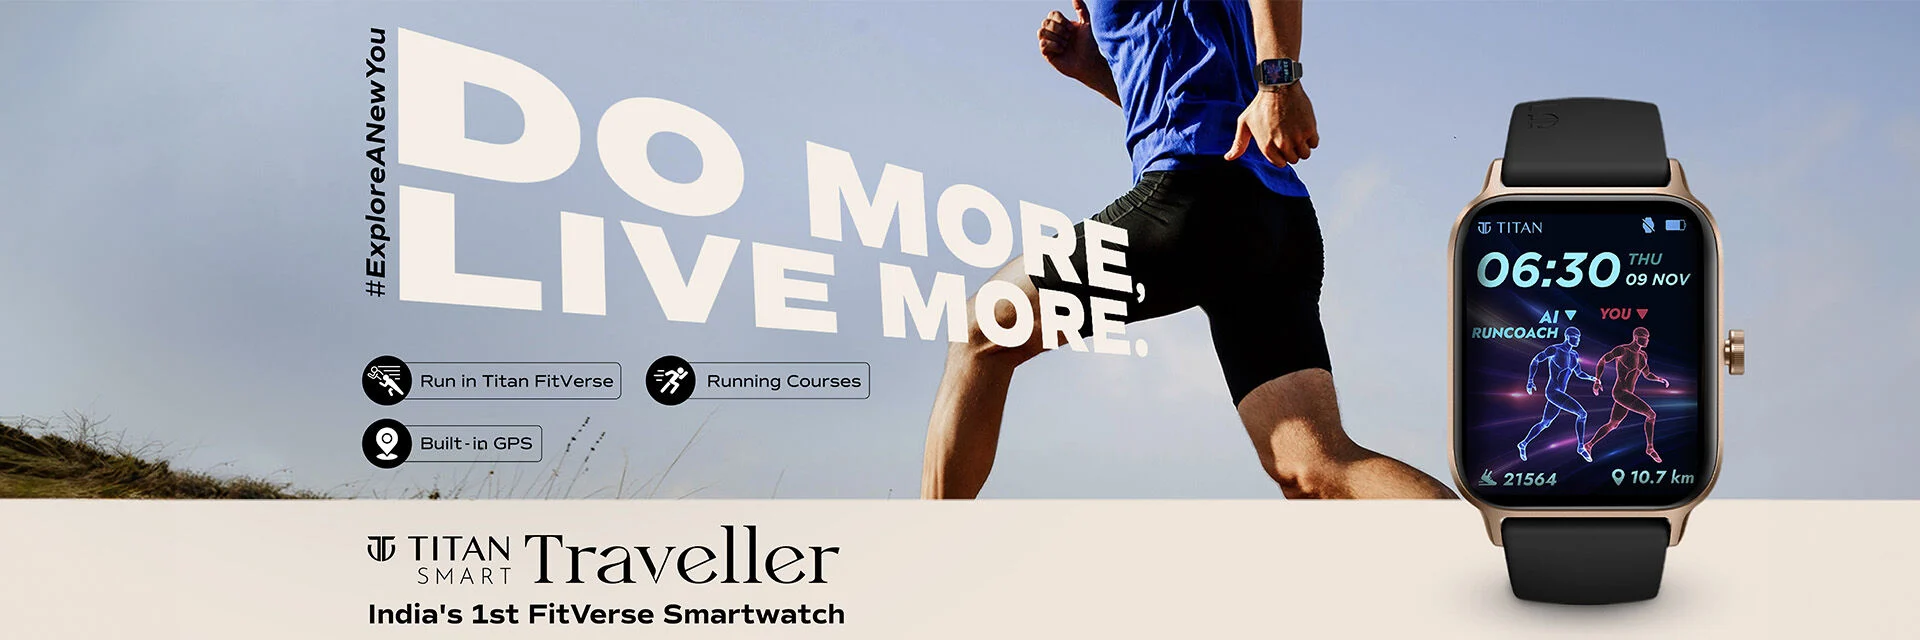 #ExploreANewYou
DO MORE,
LIVE MORE.
Run in Titan FitVerse
Running Courses
Built-in GPS
TITAN
SMART
Traveller
India's 1st FitVerse Smartwatch
TITAN
06:30
THU
09 NOV
AI
RUNCOACH
YOU
21564
10.7 km